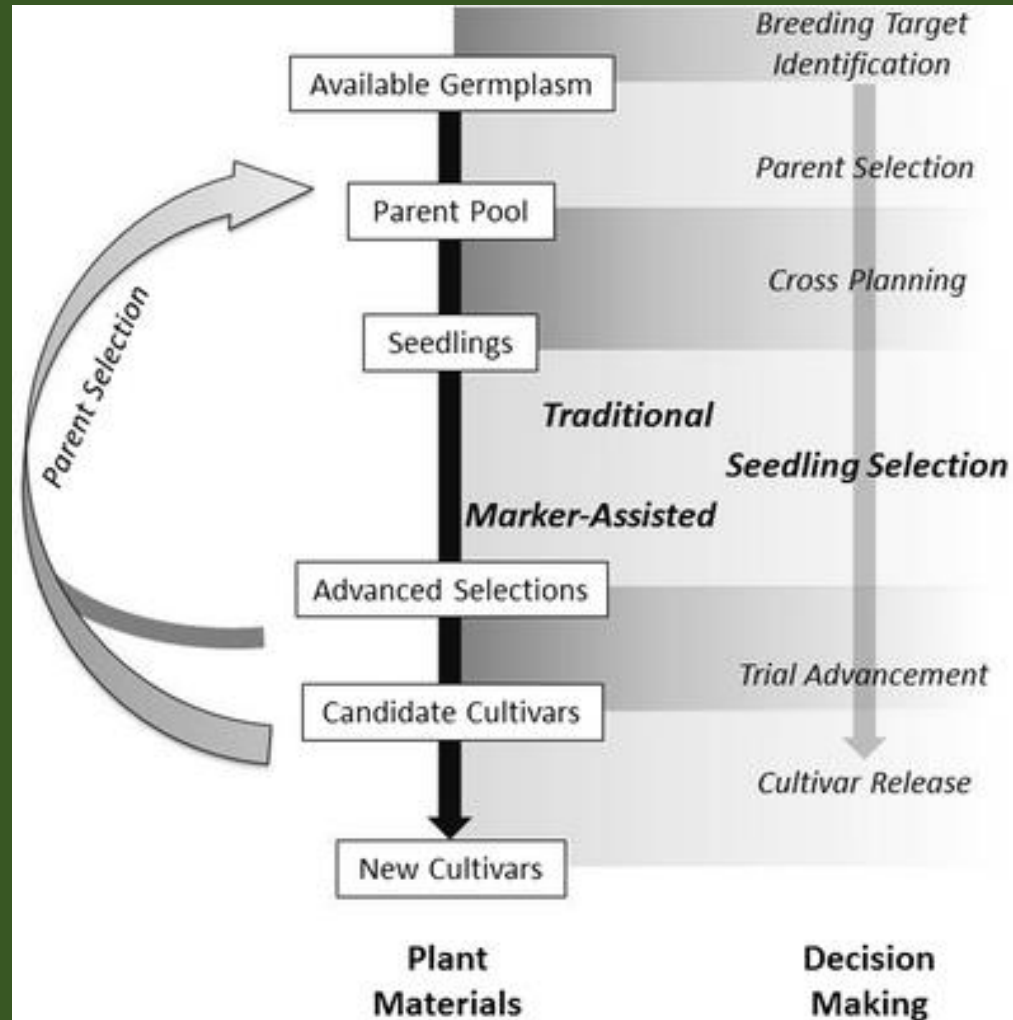 Breeding Target
Identification
Available Germplasm
Parent Selection
Parent Pool
Cross Planning
Seedlings
Parent Selection
Traditional
Seedling Selection
Marker-Assisted
Advanced Selections
Trial Advancement
Candidate Cultivars
Cultivar Release
New Cultivars
Plant
Materials
Decision
Making